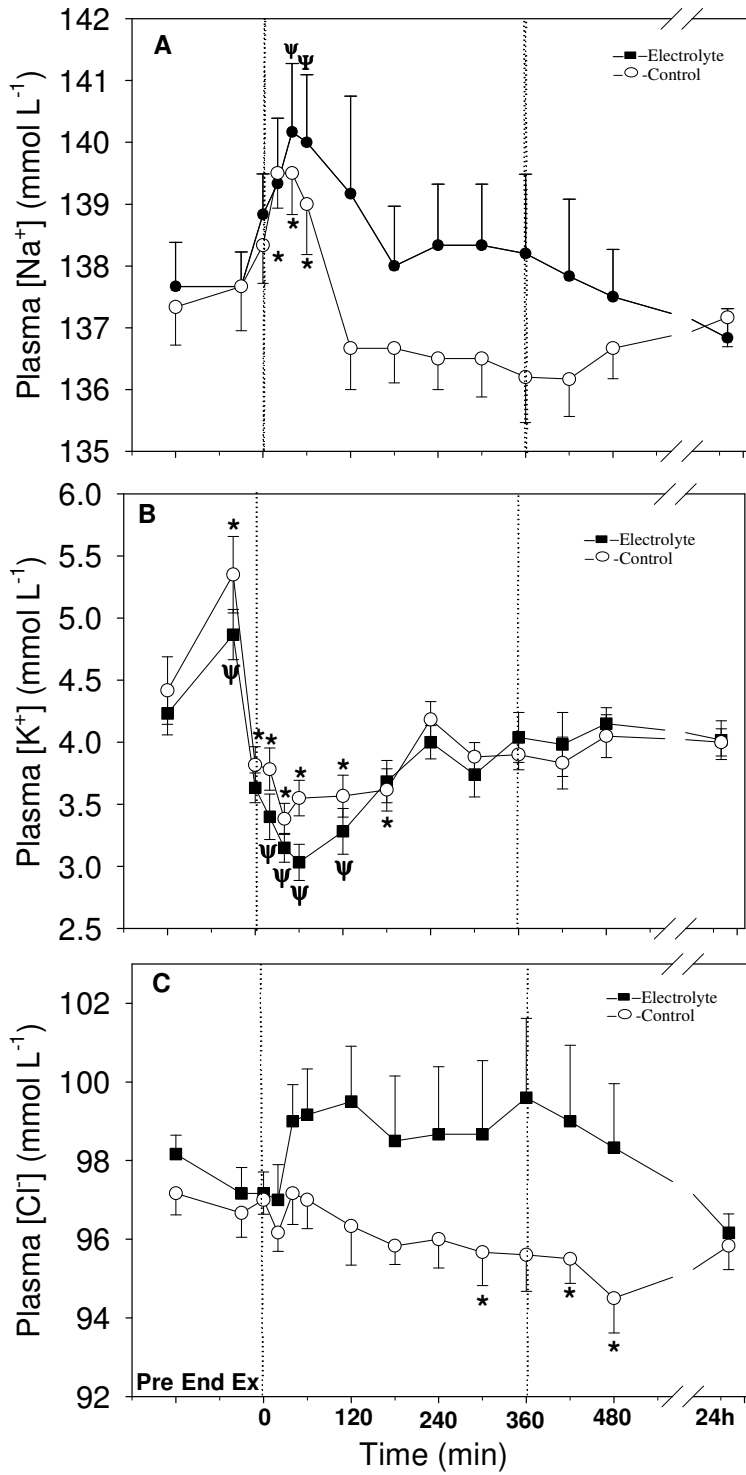 142
141
140
139
138
137
136
135
Plasma [Na⁺] (mmol L⁻¹)
A
ψ Ψ
* * *
–Electrolyte
-Control
6.0
5.5
5.0
4.5
4.0
3.5
3.0
2.5
Plasma [K⁺] (mmol L⁻¹)
B
–Electrolyte
-Control
*
ψ
* * * * * *
ψ ψ ψ ψ
102
100
98
96
94
92
Plasma [Cl⁻] (mmol L⁻¹)
C
–Electrolyte
-Control
* * *
Pre End Ex
0 120 240 360 480 24h
Time (min)